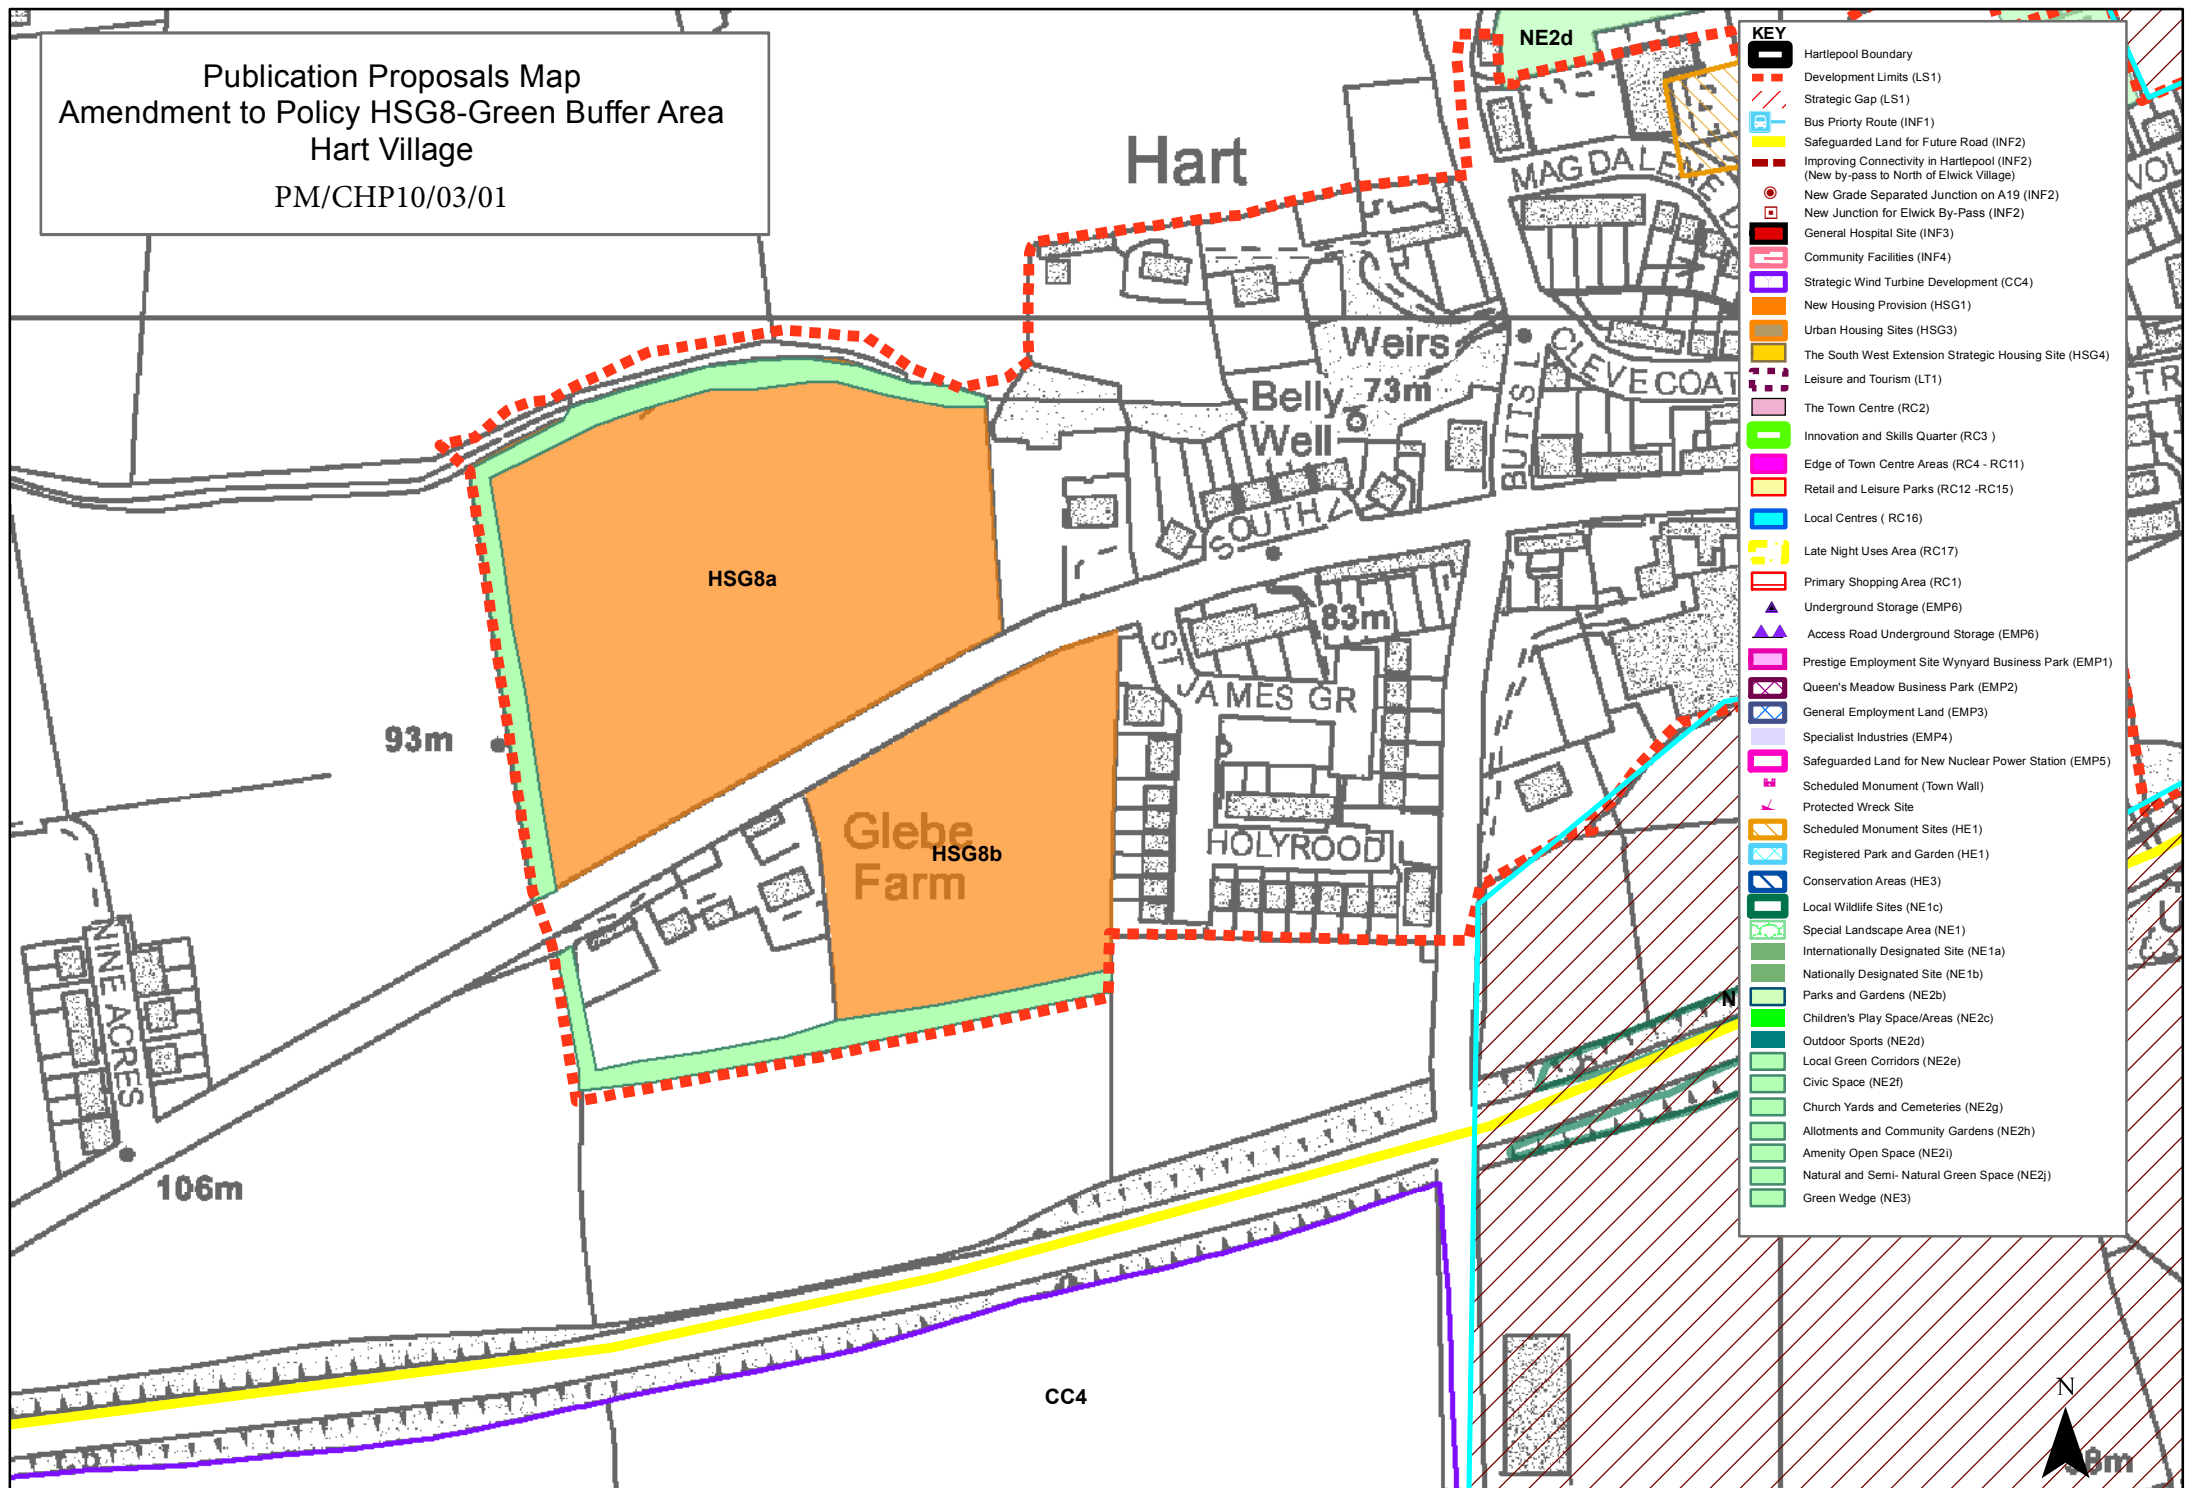 Publication Proposals Map
Amendment to Policy HSG8-Green Buffer Area
Hart Village
PM/CHP10/03/01
NE2d
Hart
MAGDALENE
Weirs
Belly 73m
Well
BUTTS
CLEVECOAT
SOUTH
HSG8a
83m
ST
JAMES GR
93m
Glebe
Farm
HSG8b
HOLYROOD
NINE ACRES
106m
CC4
N
KEY
Hartlepool Boundary
Development Limits (LS1)
Strategic Gap (LS1)
Bus Priorty Route (INF1)
Safeguarded Land for Future Road (INF2)
Improving Connectivity in Hartlepool (INF2)
(New by-pass to North of Elwick Village)
New Grade Separated Junction on A19 (INF2)
New Junction for Elwick By-Pass (INF2)
General Hospital Site (INF3)
Community Facilities (INF4)
Strategic Wind Turbine Development (CC4)
New Housing Provision (HSG1)
Urban Housing Sites (HSG3)
The South West Extension Strategic Housing Site (HSG4)
Leisure and Tourism (LT1)
The Town Centre (RC2)
Innovation and Skills Quarter (RC3 )
Edge of Town Centre Areas (RC4 - RC11)
Retail and Leisure Parks (RC12 -RC15)
Local Centres ( RC16)
Late Night Uses Area (RC17)
Primary Shopping Area (RC1)
Underground Storage (EMP6)
Access Road Underground Storage (EMP6)
Prestige Employment Site Wynyard Business Park (EMP1)
Queen's Meadow Business Park (EMP2)
General Employment Land (EMP3)
Specialist Industries (EMP4)
Safeguarded Land for New Nuclear Power Station (EMP5)
Scheduled Monument (Town Wall)
Protected Wreck Site
Scheduled Monument Sites (HE1)
Registered Park and Garden (HE1)
Conservation Areas (HE3)
Local Wildlife Sites (NE1c)
Special Landscape Area (NE1)
Internationally Designated Site (NE1a)
Nationally Designated Site (NE1b)
Parks and Gardens (NE2b)
Children's Play Space/Areas (NE2c)
Outdoor Sports (NE2d)
Local Green Corridors (NE2e)
Civic Space (NE2f)
Church Yards and Cemeteries (NE2g)
Allotments and Community Gardens (NE2h)
Amenity Open Space (NE2i)
Natural and Semi- Natural Green Space (NE2j)
Green Wedge (NE3)
N